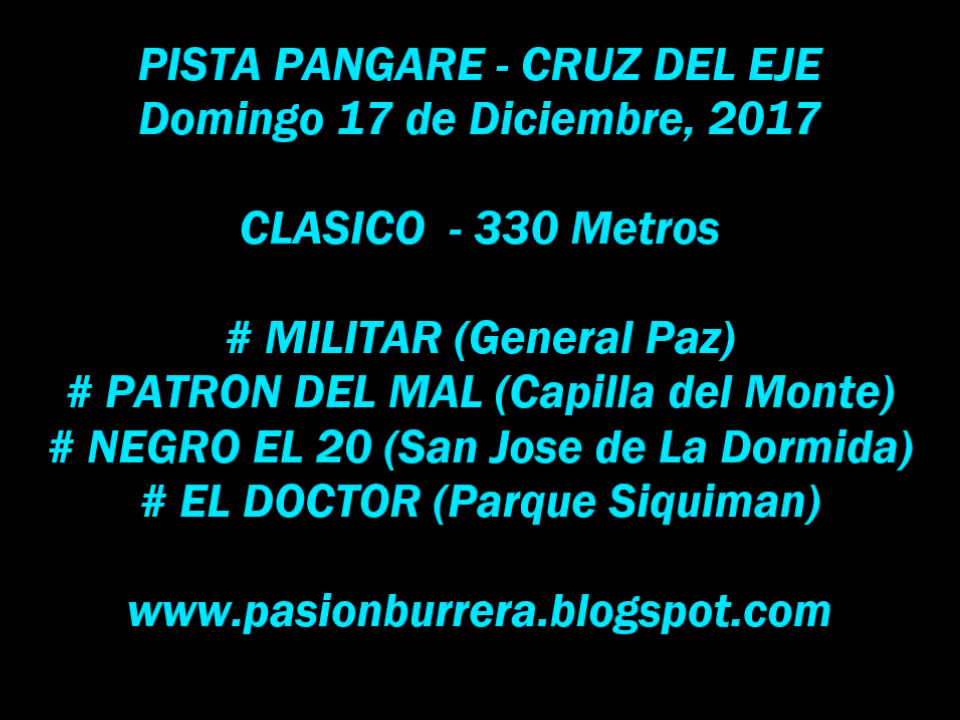 PISTA PANGARE - CRUZ DEL EJE
Domingo 17 de Diciembre, 2017
CLASICO - 330 Metros
# MILITAR (General Paz)
# PATRON DEL MAL (Capilla del Monte)
# NEGRO EL 20 (San Jose de La Dormida)
# EL DOCTOR (Parque Siquiman)
www.pasionburrera.blogspot.com